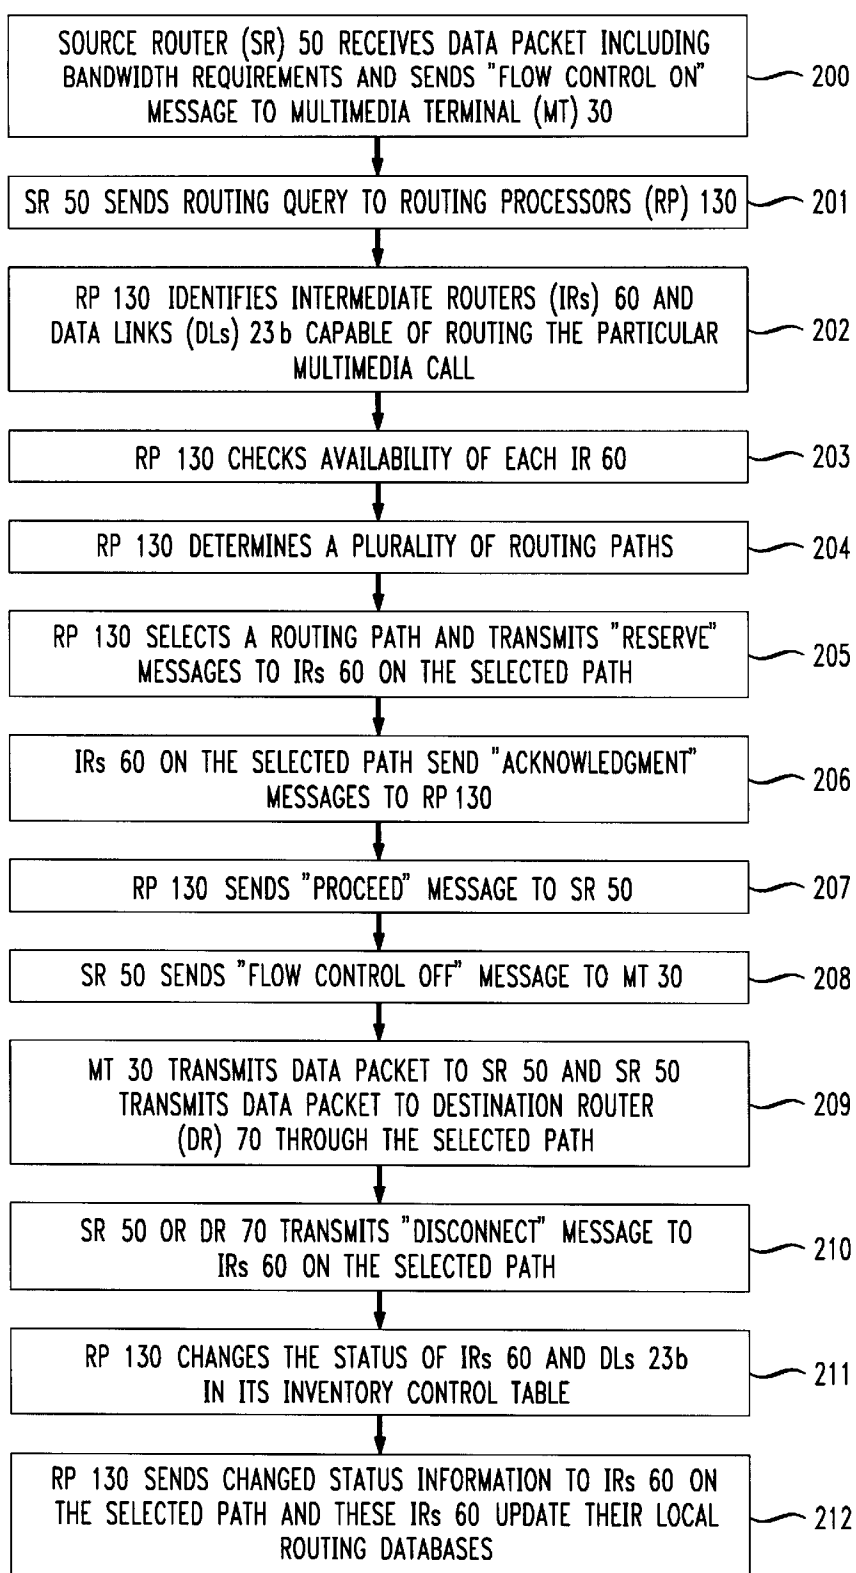 SOURCE ROUTER (SR) 50 RECEIVES DATA PACKET INCLUDING
BANDWIDTH REQUIREMENTS AND SENDS "FLOW CONTROL ON"
MESSAGE TO MULTIMEDIA TERMINAL (MT) 30
200
SR 50 SENDS ROUTING QUERY TO ROUTING PROCESSORS (RP) 130
201
RP 130 IDENTIFIES INTERMEDIATE ROUTERS (IRs) 60 AND
DATA LINKS (DLs) 23b CAPABLE OF ROUTING THE PARTICULAR
MULTIMEDIA CALL
202
RP 130 CHECKS AVAILABILITY OF EACH IR 60
203
RP 130 DETERMINES A PLURALITY OF ROUTING PATHS
204
RP 130 SELECTS A ROUTING PATH AND TRANSMITS "RESERVE"
MESSAGES TO IRs 60 ON THE SELECTED PATH
205
IRs 60 ON THE SELECTED PATH SEND "ACKNOWLEDGMENT"
MESSAGES TO RP 130
206
RP 130 SENDS "PROCEED" MESSAGE TO SR 50
207
SR 50 SENDS "FLOW CONTROL OFF" MESSAGE TO MT 30
208
MT 30 TRANSMITS DATA PACKET TO SR 50 AND SR 50
TRANSMITS DATA PACKET TO DESTINATION ROUTER
(DR) 70 THROUGH THE SELECTED PATH
209
SR 50 OR DR 70 TRANSMITS "DISCONNECT" MESSAGE TO
IRs 60 ON THE SELECTED PATH
210
RP 130 CHANGES THE STATUS OF IRs 60 AND DLs 23b
IN ITS INVENTORY CONTROL TABLE
211
RP 130 SENDS CHANGED STATUS INFORMATION TO IRs 60 ON
THE SELECTED PATH AND THESE IRs 60 UPDATE THEIR LOCAL
ROUTING DATABASES
212